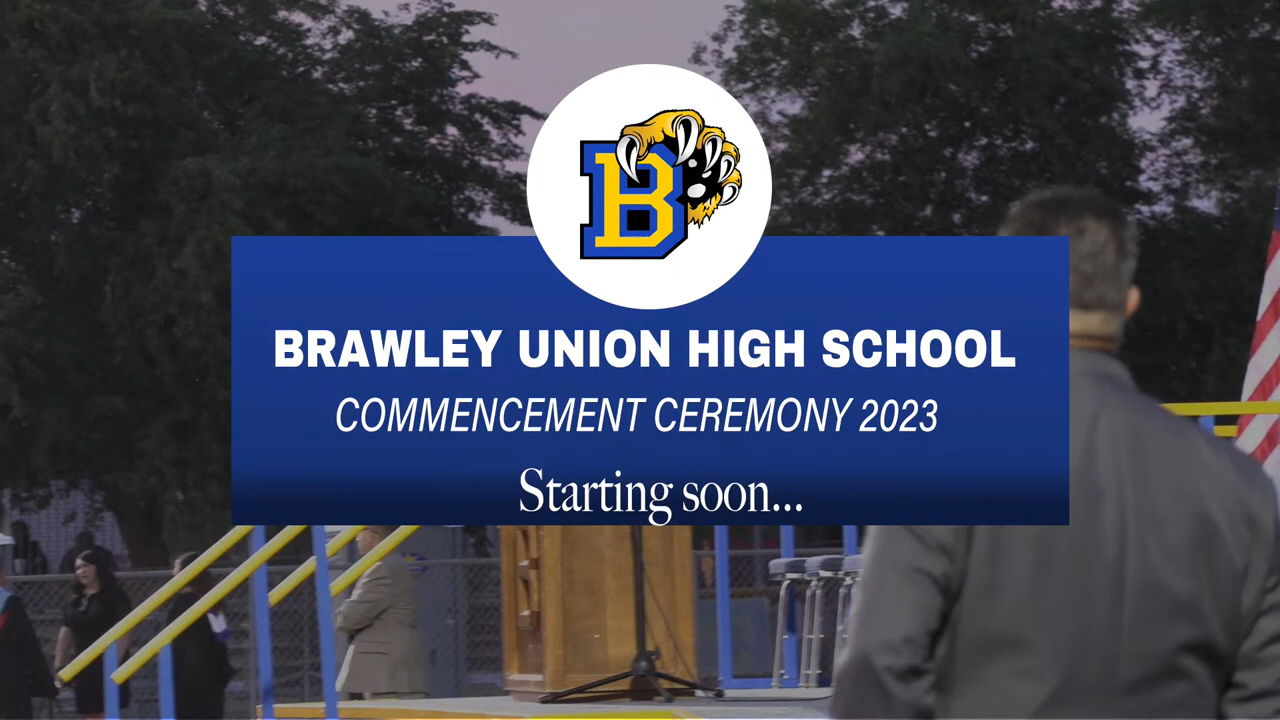 B
BRAWLEY UNION HIGH SCHOOL
COMMENCEMENT CEREMONY 2023
Starting soon...